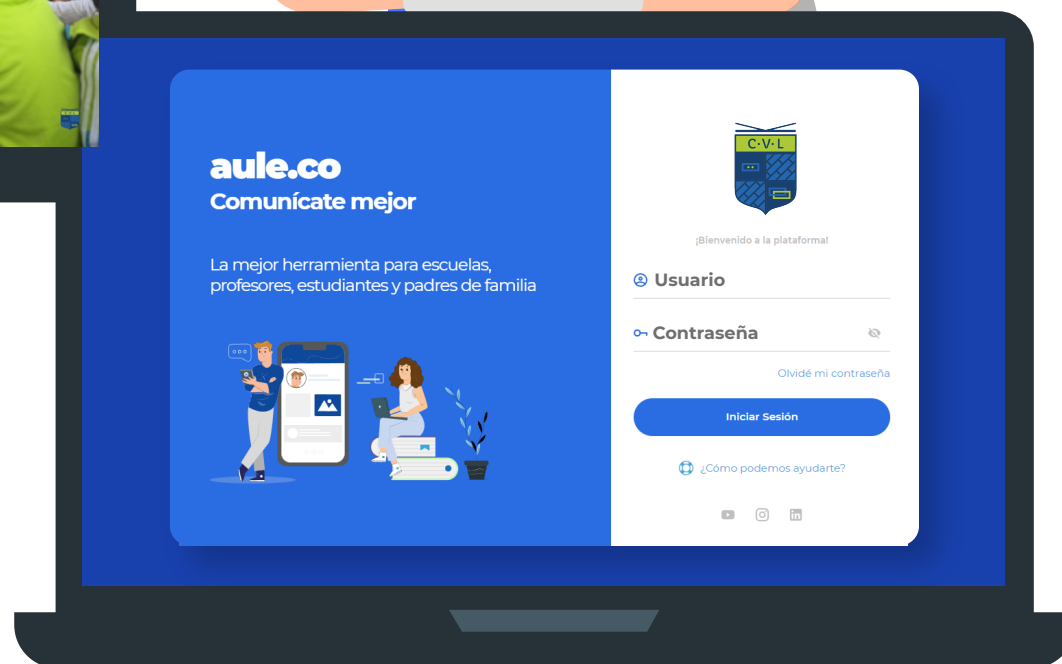 aule.co
Comunícate mejor
La mejor herramienta para escuelas,
profesores, estudiantes y padres de familia
C·V·L
¡Bienvenido a la plataforma!
Usuario
Contraseña
Olvidé mi contraseña
Iniciar Sesión
¿Cómo podemos ayudarte?